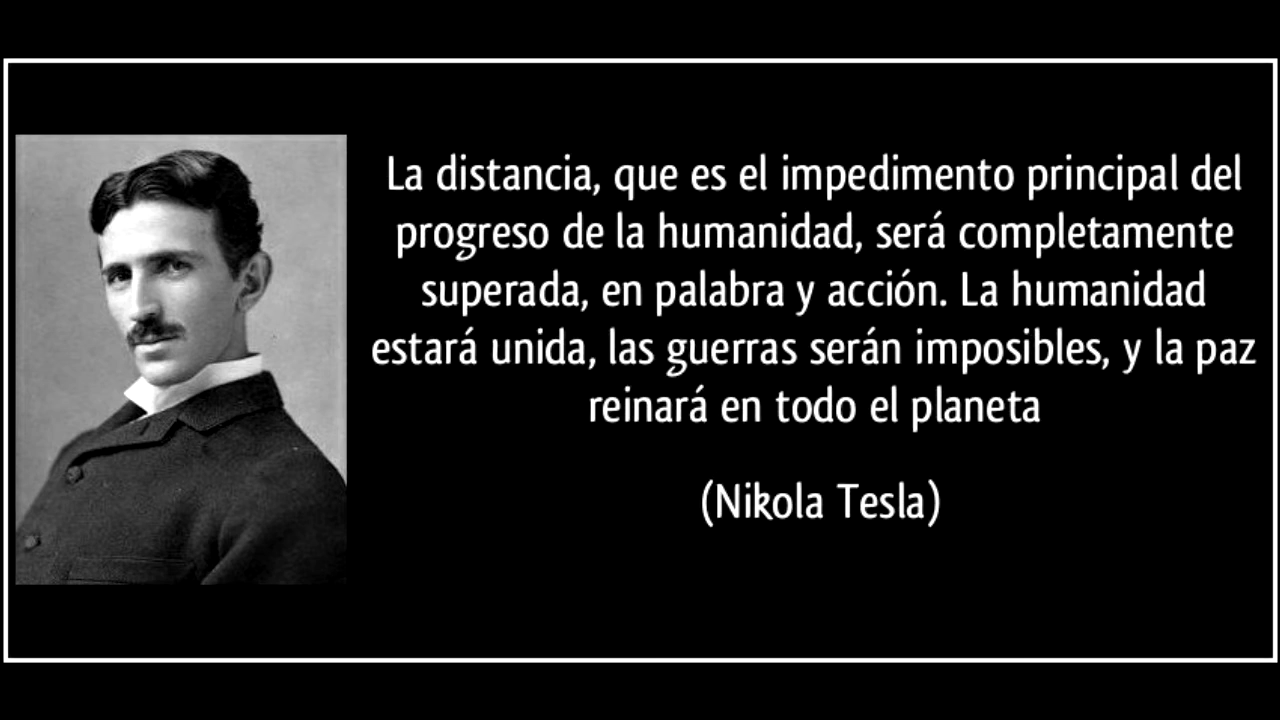 La distancia, que es el impedimento principal del
progreso de la humanidad, será completamente
superada, en palabra y acción. La humanidad
estará unida, las guerras serán imposibles, y la paz
reinará en todo el planeta
(Nikola Tesla)